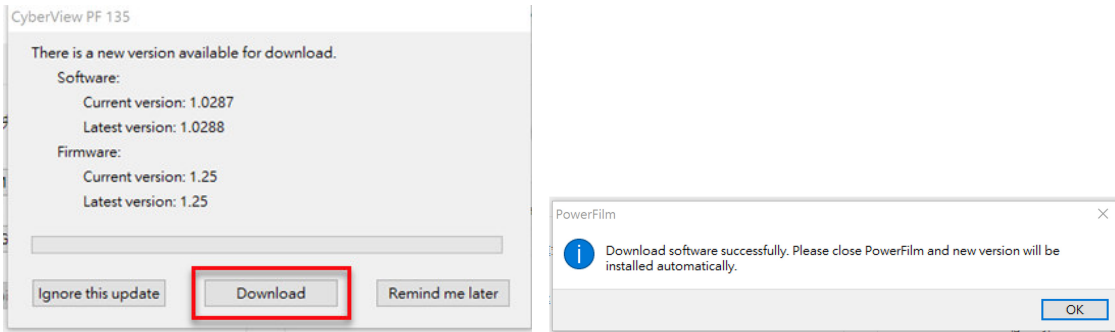 CyberView PF 135
There is a new version available for download.
Software:
Current version: 1.0287
Latest version: 1.0288
Firmware:
Current version: 1.25
Latest version: 1.25
Ignore this update
Download
Remind me later
PowerFilm
Download software successfully. Please close PowerFilm and new version will be
installed automatically.
OK